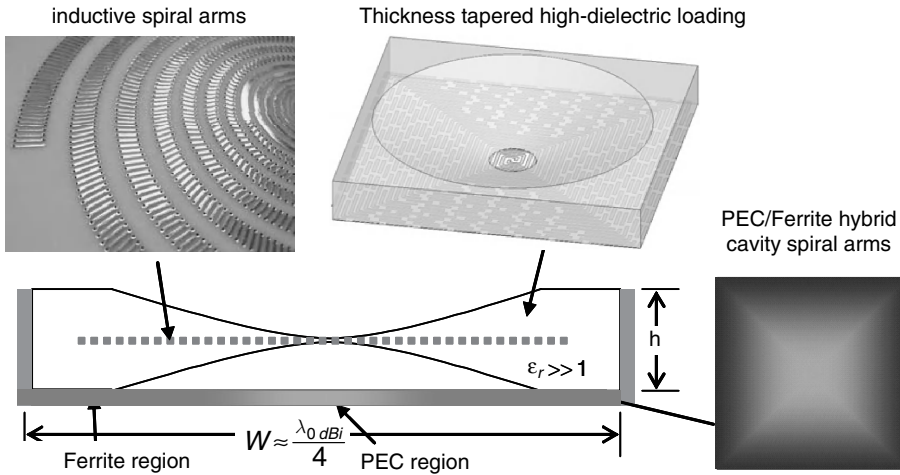 inductive spiral arms
Thickness tapered high-dielectric loading
PEC/Ferrite hybrid
cavity spiral arms
h
εr >> 1
W ≈ λ0 dBi / 4
Ferrite region
PEC region